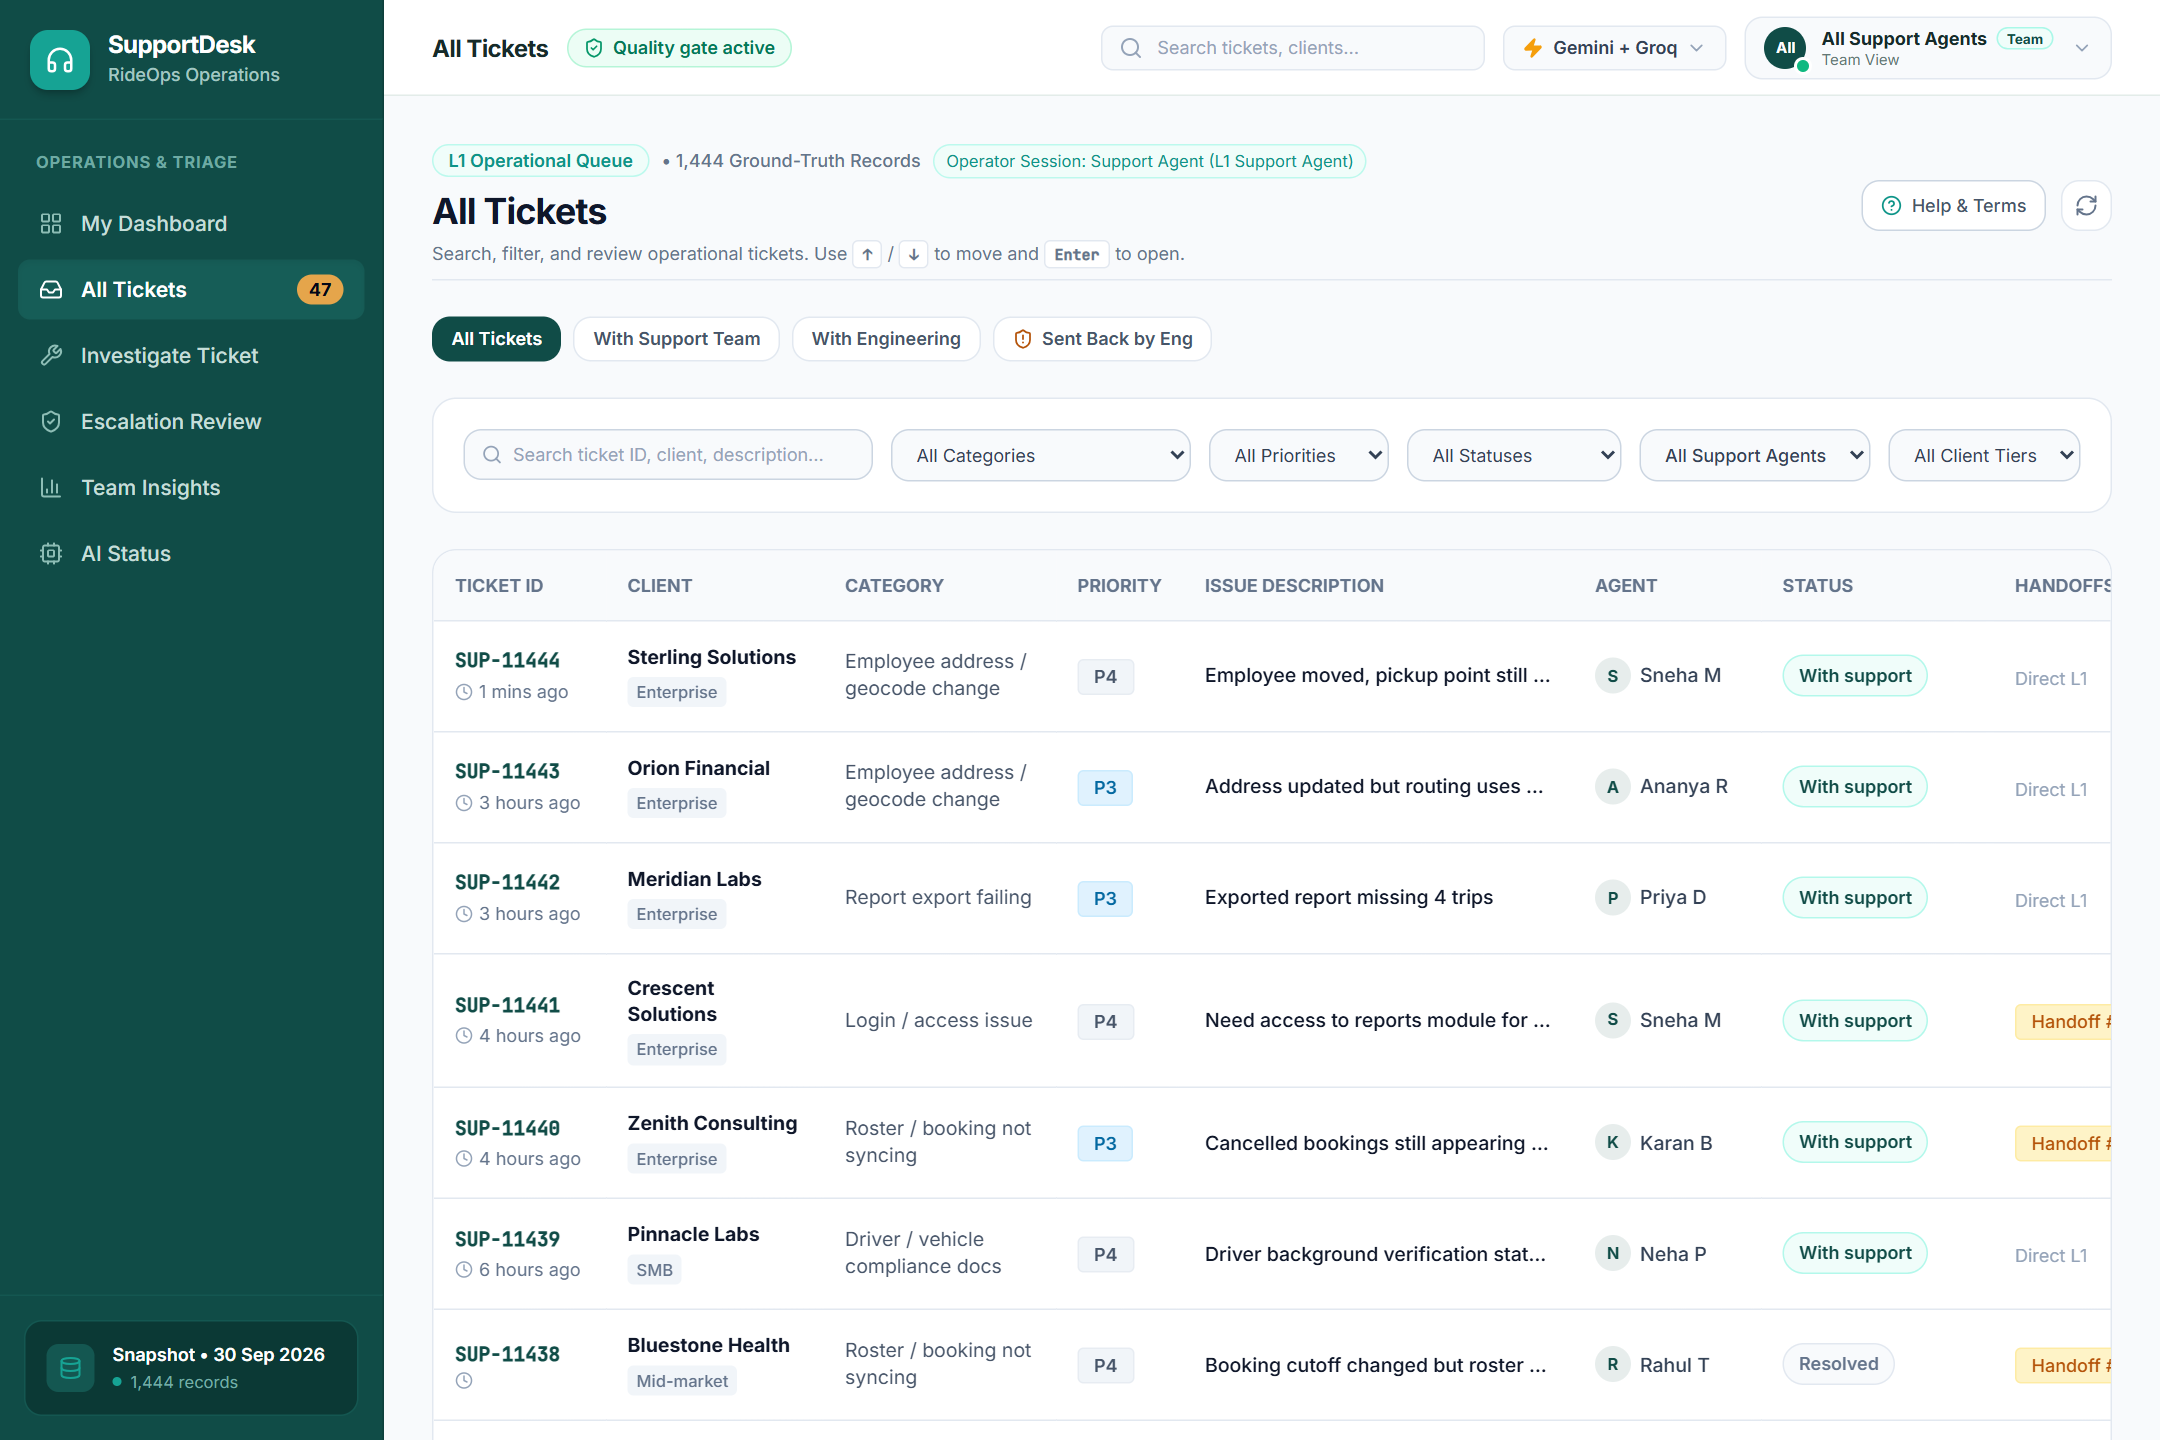 SupportDesk
RideOps Operations
OPERATIONS & TRIAGE
My Dashboard
All Tickets 47
Investigate Ticket
Escalation Review
Team Insights
AI Status
Snapshot • 30 Sep 2026
1,444 records
All Tickets Quality gate active Search tickets, clients... Gemini + Groq All All Support Agents Team
Team View
L1 Operational Queue • 1,444 Ground-Truth Records Operator Session: Support Agent (L1 Support Agent)
All Tickets
Search, filter, and review operational tickets. Use ↑ / ↓ to move and Enter to open.
Help & Terms
All Tickets With Support Team With Engineering Sent Back by Eng
Search ticket ID, client, description... All Categories All Priorities All Statuses All Support Agents All Client Tiers
TICKET ID CLIENT CATEGORY PRIORITY ISSUE DESCRIPTION AGENT STATUS HANDOFFS
SUP-11444 Sterling Solutions Employee address / P4 Employee moved, pickup point still ... S Sneha M With support Direct L1
1 mins ago Enterprise geocode change
SUP-11443 Orion Financial Employee address / P3 Address updated but routing uses ... A Ananya R With support Direct L1
3 hours ago Enterprise geocode change
SUP-11442 Meridian Labs Report export failing P3 Exported report missing 4 trips P Priya D With support Direct L1
3 hours ago Enterprise
SUP-11441 Crescent Solutions Login / access issue P4 Need access to reports module for ... S Sneha M With support Handoff #
4 hours ago Enterprise
SUP-11440 Zenith Consulting Roster / booking not P3 Cancelled bookings still appearing ... K Karan B With support Handoff #
4 hours ago Enterprise syncing
SUP-11439 Pinnacle Labs Driver / vehicle P4 Driver background verification stat... N Neha P With support Direct L1
6 hours ago SMB compliance docs
SUP-11438 Bluestone Health Roster / booking not P4 Booking cutoff changed but roster ... R Rahul T Resolved Handoff #
Mid-market syncing